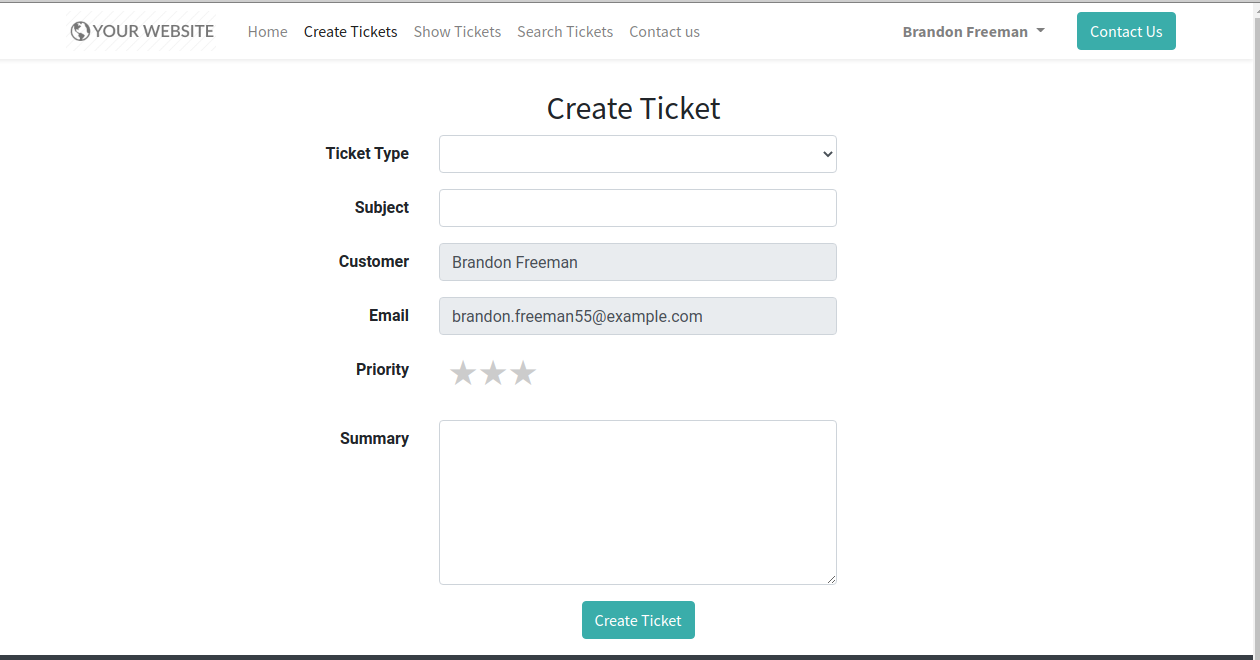 YOUR WEBSITE Home Create Tickets Show Tickets Search Tickets Contact us Brandon Freeman Contact Us
Create Ticket
Ticket Type
Subject
Customer Brandon Freeman
Email brandon.freeman55@example.com
Priority
Summary
Create Ticket